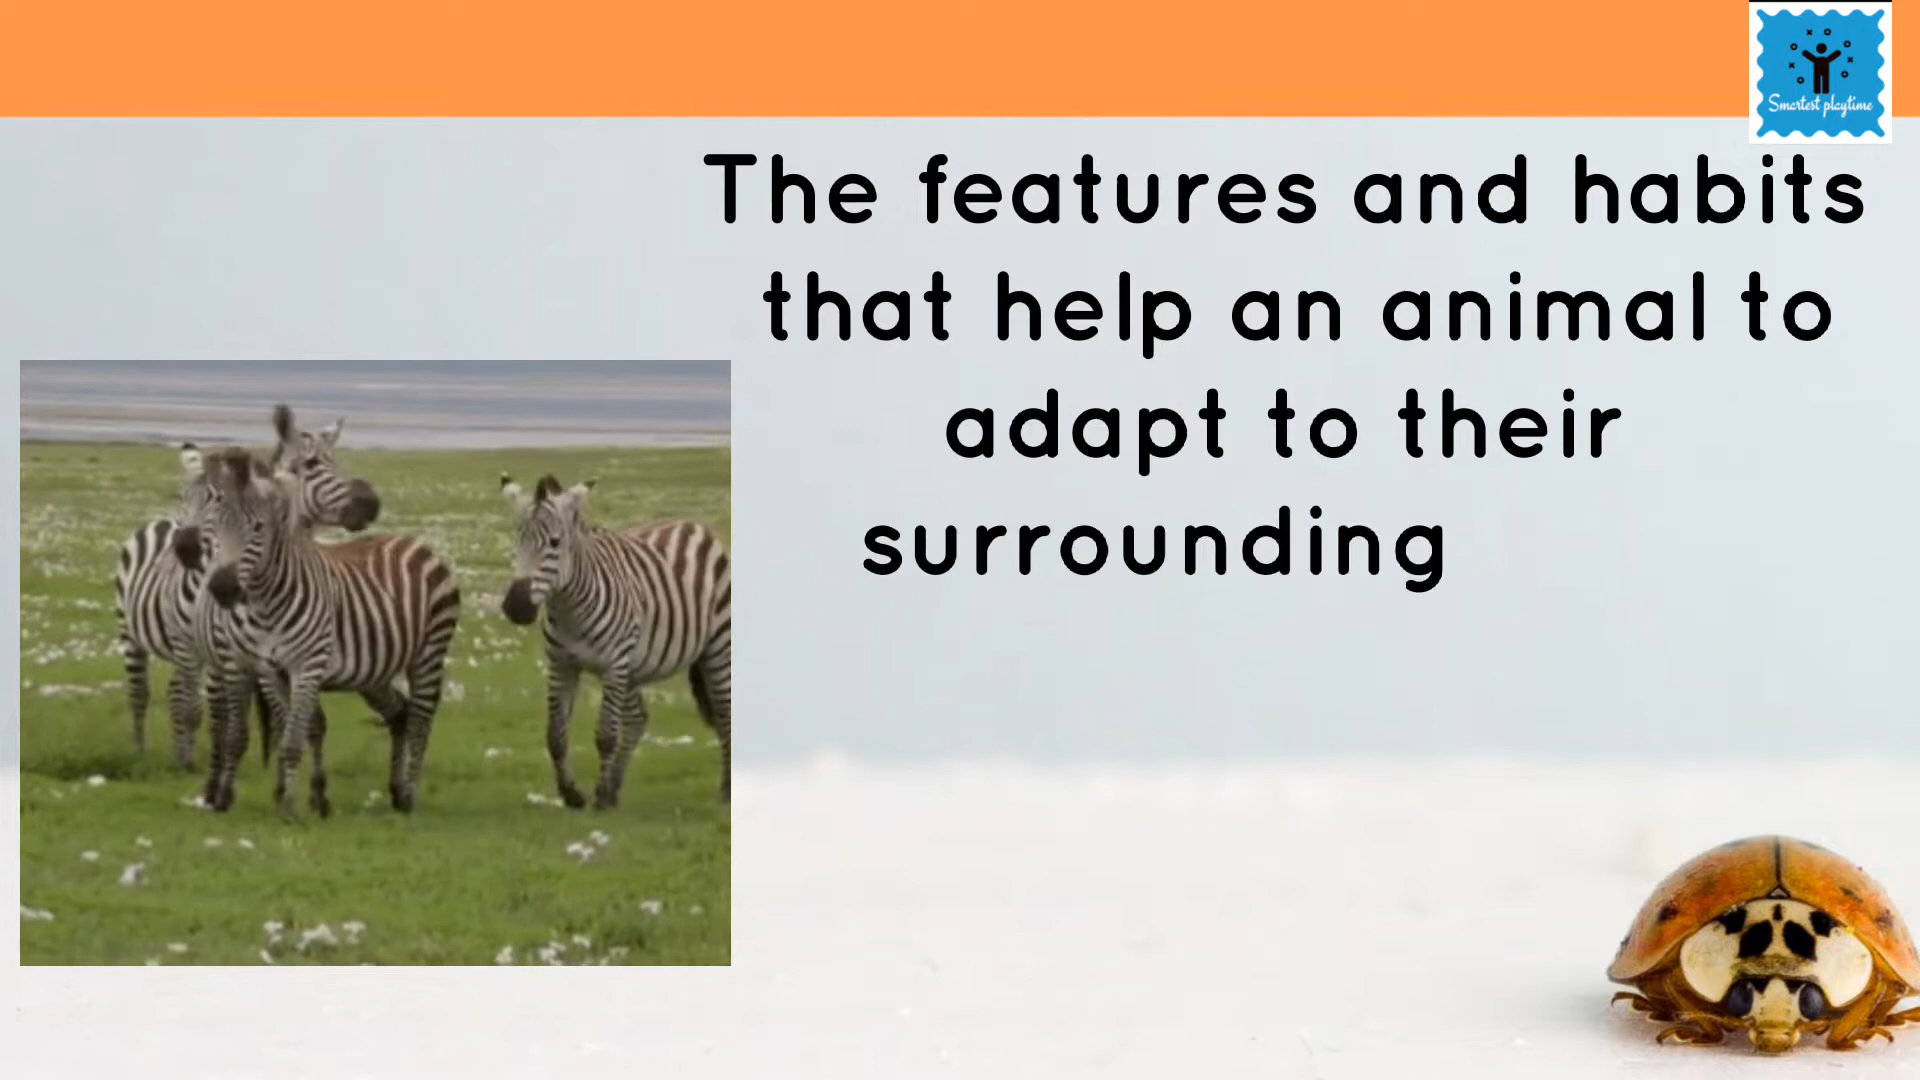 Smartest playtime
The features and habits
that help an animal to
adapt to their
surrounding